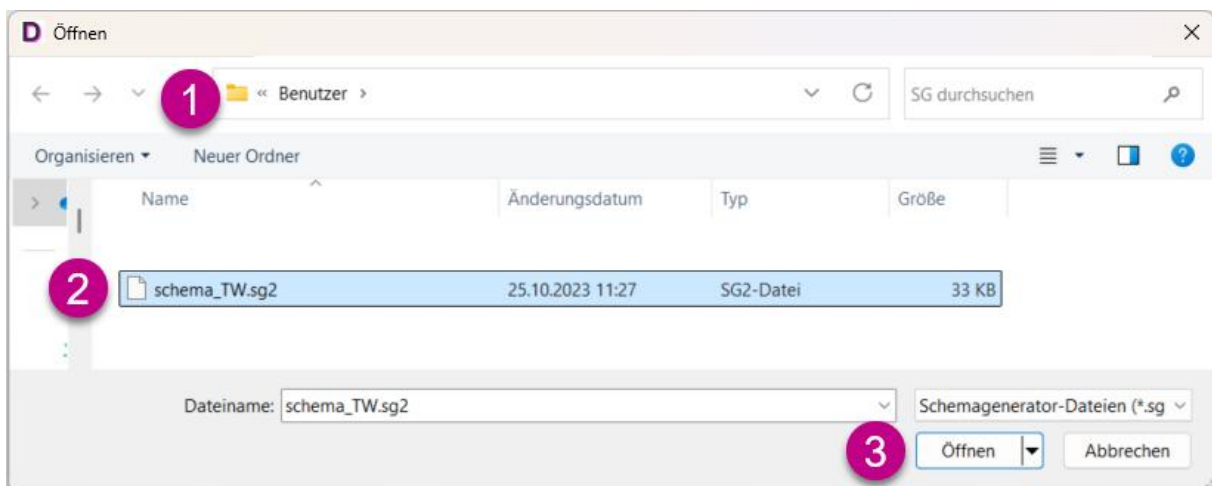 D Öffnen
1 « Benutzer › SG durchsuchen
Organisieren Neuer Ordner ?
Name Änderungsdatum Typ Größe
2 schema_TW.sg2 25.10.2023 11:27 SG2-Datei 33 KB
Dateiname: schema_TW.sg2 Schemagenerator-Dateien (*.sg
3 Öffnen Abbrechen